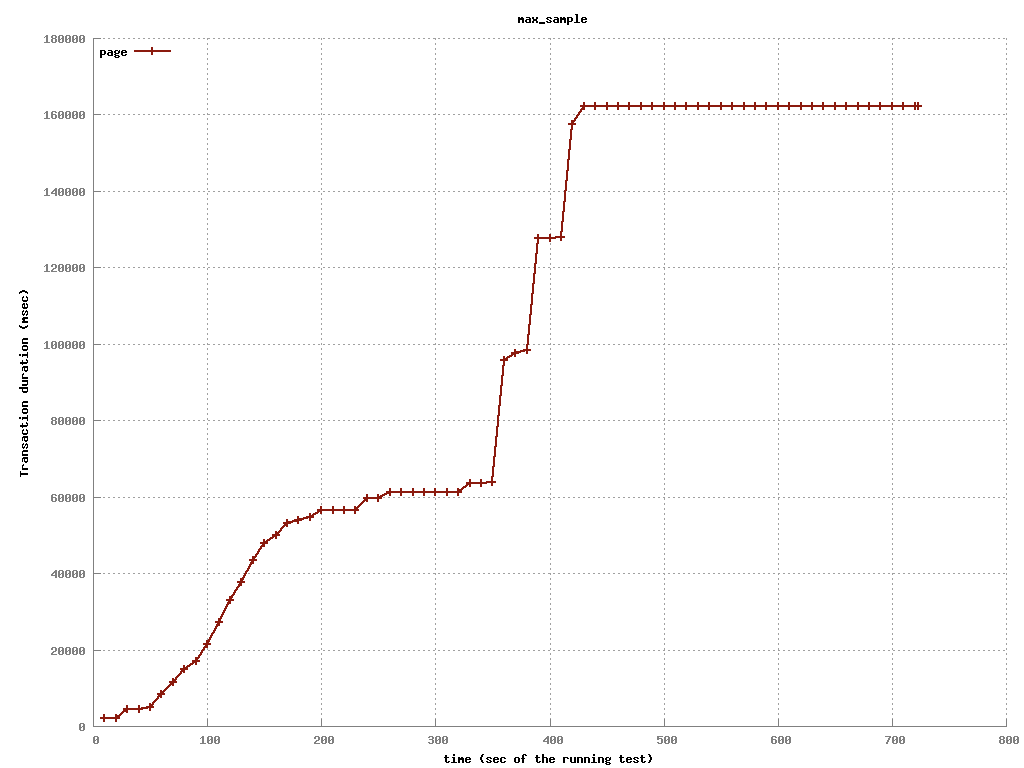 max_sample
page
180000
160000
140000
120000
100000
80000
60000
40000
20000
0
Transaction duration (msec)
0 100 200 300 400 500 600 700 800
time (sec of the running test)